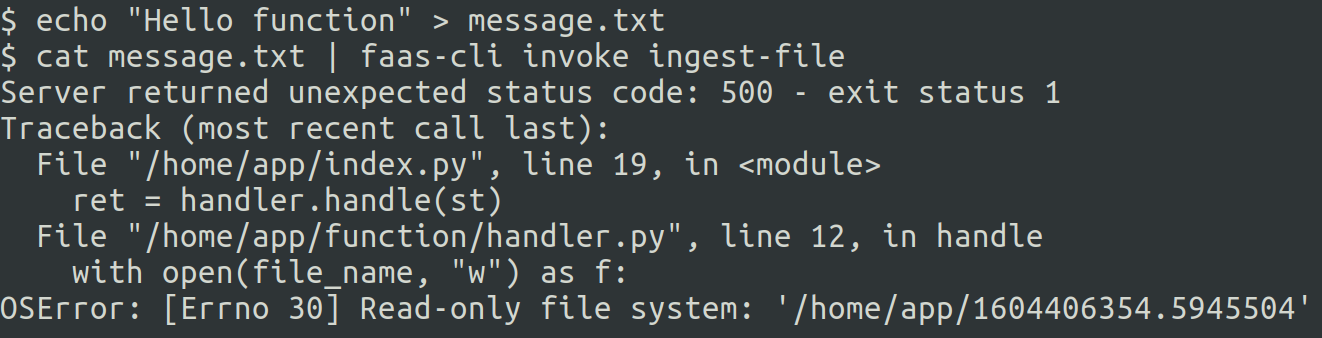 $ echo "Hello function" > message.txt
$ cat message.txt | faas-cli invoke ingest-file
Server returned unexpected status code: 500 - exit status 1
Traceback (most recent call last):
  File "/home/app/index.py", line 19, in <module>
    ret = handler.handle(st)
  File "/home/app/function/handler.py", line 12, in handle
    with open(file_name, "w") as f:
OSError: [Errno 30] Read-only file system: '/home/app/1604406354.5945504'